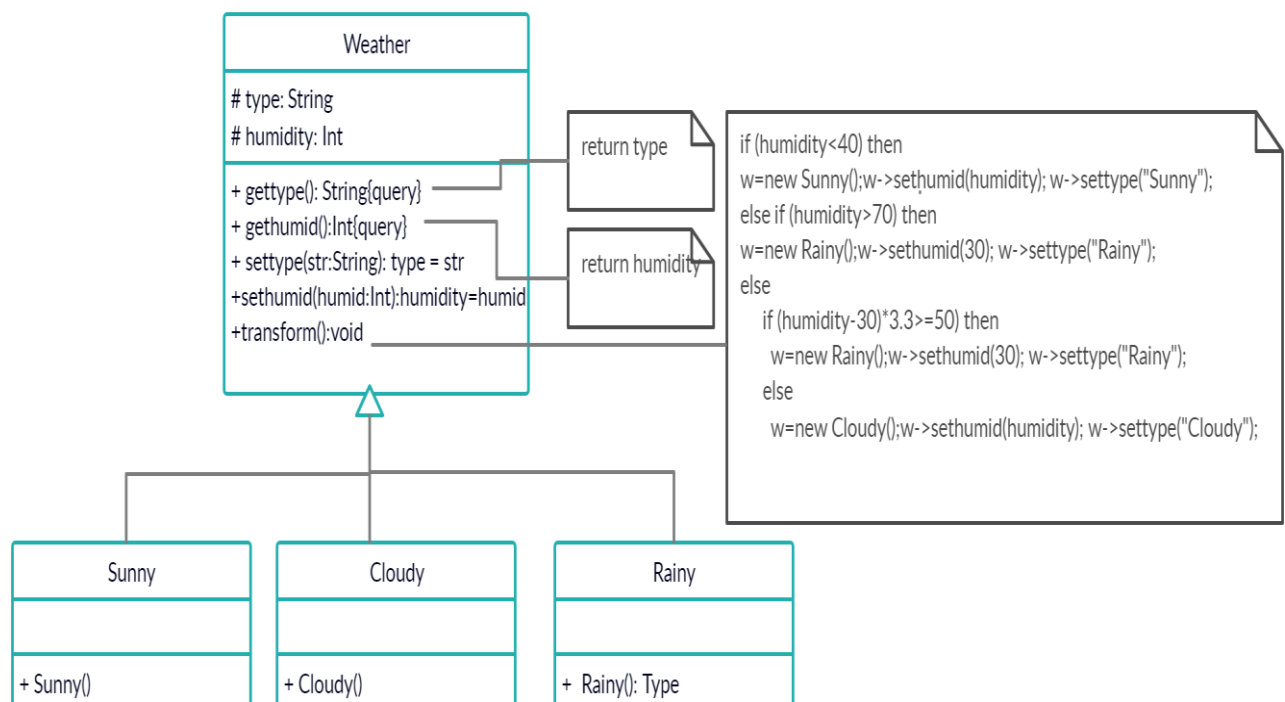 Weather
# type: String
# humidity: Int
+ gettype(): String{query}
+ gethumid():Int{query}
+ settype(str:String): type = str
+sethumid(humid:Int):humidity=humid
+transform():void
return type
return humidity
if (humidity<40) then
w=new Sunny();w->sethumid(humidity); w->settype("Sunny");
else if (humidity>70) then
w=new Rainy();w->sethumid(30); w->settype("Rainy");
else
if (humidity-30)*3.3>=50) then
w=new Rainy();w->sethumid(30); w->settype("Rainy");
else
w=new Cloudy();w->sethumid(humidity); w->settype("Cloudy");
Sunny
+ Sunny()
Cloudy
+ Cloudy()
Rainy
+ Rainy(): Type